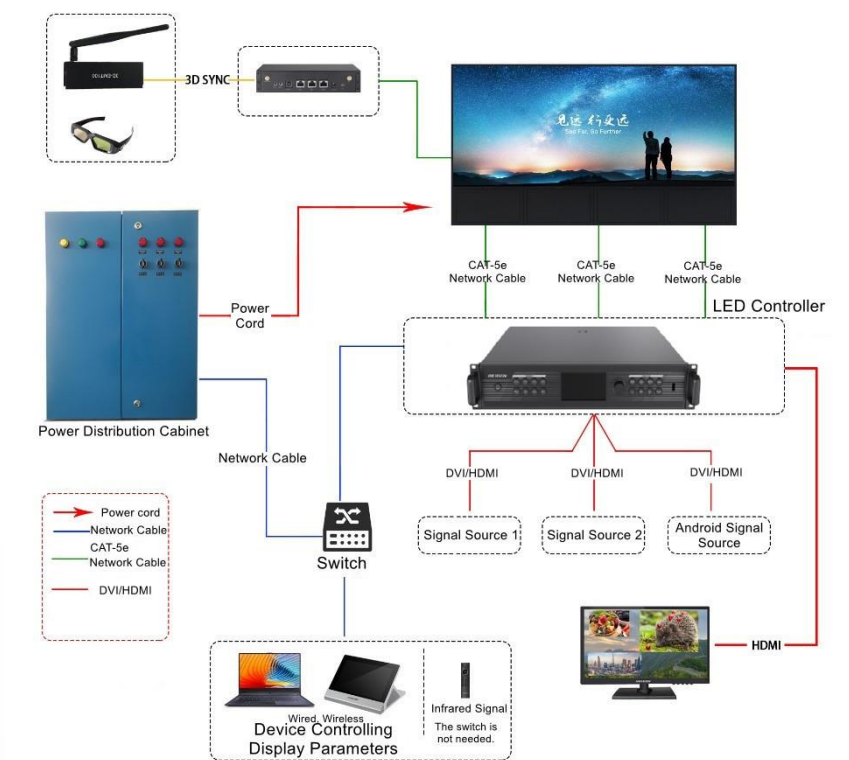 3D SYNC
见远 行更远
See Far, Go Further
CAT-5e
Network Cable
CAT-5e
Network Cable
CAT-5e
Network Cable
LED Controller
Power
Cord
Power Distribution Cabinet
Network Cable
DVI/HDMI
DVI/HDMI
DVI/HDMI
Signal Source 1
Signal Source 2
Android Signal
Source
Switch
Power cord
Network Cable
CAT-5e
Network Cable
DVI/HDMI
HDMI
Wired, Wireless
Device Controlling
Display Parameters
Infrared Signal
The switch is
not needed.